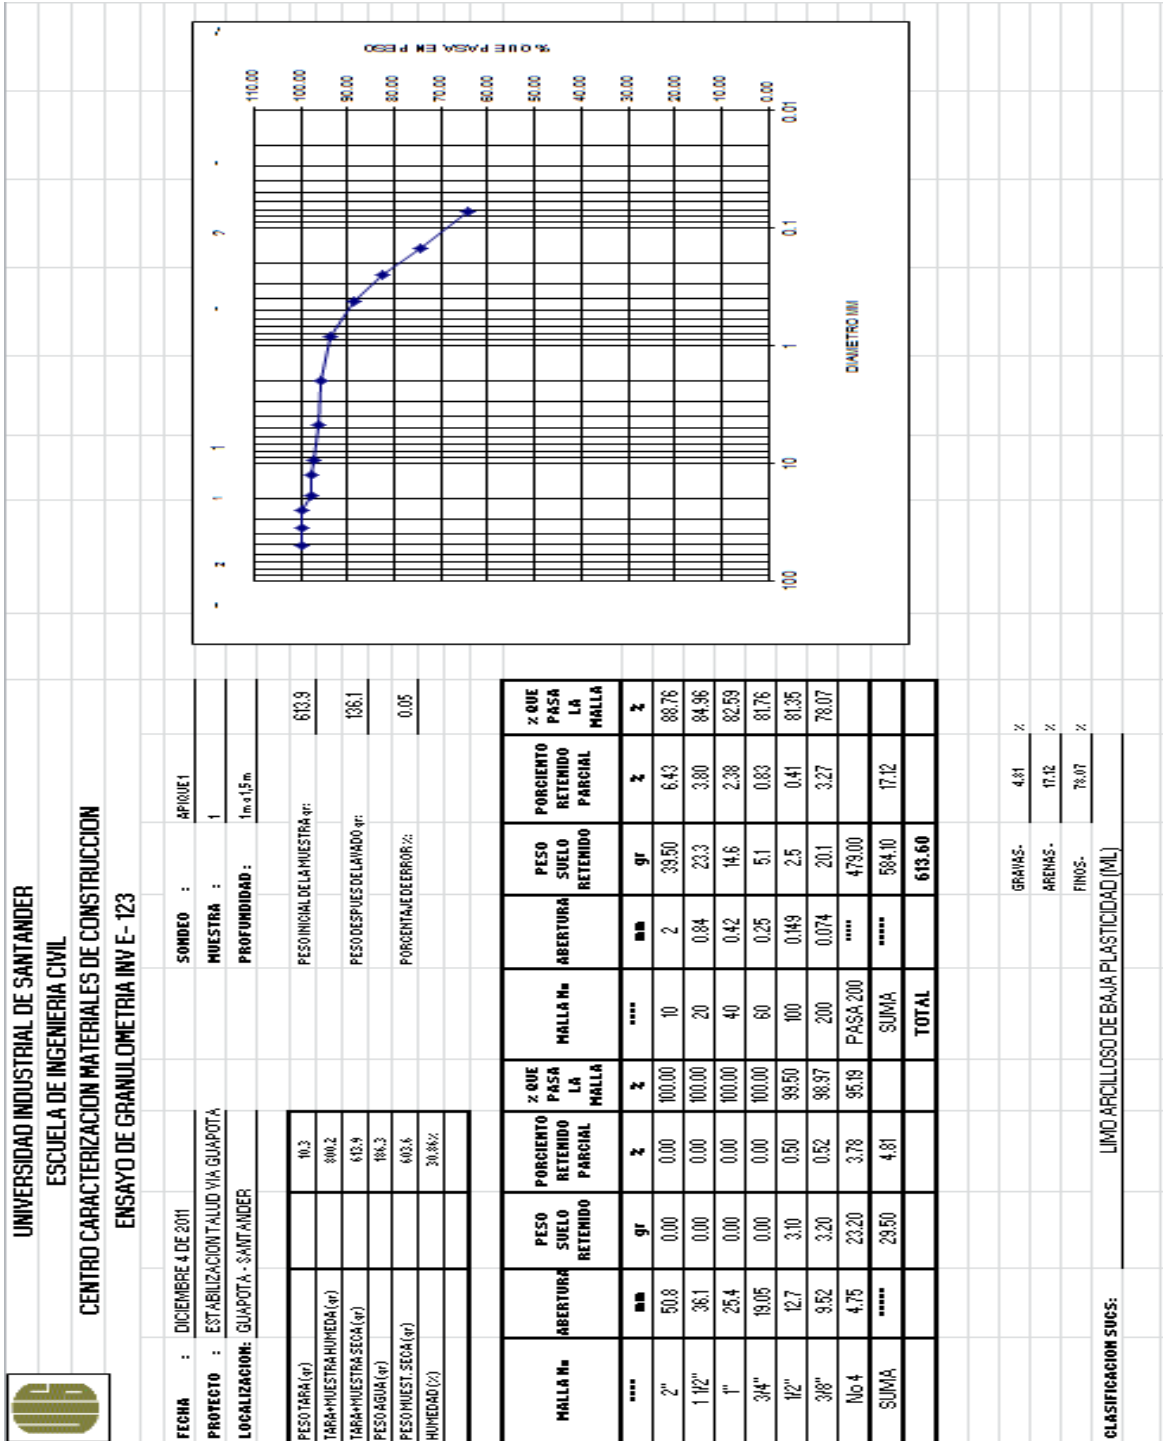 UNIVERSIDAD INDUSTRIAL DE SANTANDER
ESCUELA DE INGENIERIA CIVIL
CENTRO CARACTERIZACION MATERIALES DE CONSTRUCCION
ENSAYO DE GRANULOMETRIA INV E- 123
FECHA : DICIEMBRE 4 DE 2011 SONDEO : APIQUE 1
PROYECTO : ESTABILIZACION TALUD VIA GUAPOTA MUESTRA : 1
LOCALIZACION: GUAPOTA - SANTANDER PROFUNDIDAD : 1m a 1,5m
PESO TARA (gr) 10.3 PESO INICIAL DE LA MUESTRA gr: 613.9
TARA+MUESTRA HUMEDA (gr) 800.2
TARA+MUESTRA SECA (gr) 613.9 PESO DESPUES DE LAVADO gr: 136.1
PESO AGUA (gr) 186.3
PESO MUEST. SECA (gr) 603.6 PORCENTAJE DE ERROR %: 0.05
HUMEDAD (%) 30.86%
MALLA No ABERTURA PESO SUELO RETENIDO PORCIENTO RETENIDO PARCIAL % QUE PASA LA MALLA MALLA No ABERTURA PESO SUELO RETENIDO PORCIENTO RETENIDO PARCIAL % QUE PASA LA MALLA
---- mm gr % % ---- mm gr % %
2" 50.8 0.00 0.00 100.00 10 2 39.50 6.43 88.76
1 1/2" 36.1 0.00 0.00 100.00 20 0.84 23.3 3.80 84.96
1" 25.4 0.00 0.00 100.00 40 0.42 14.6 2.38 82.59
3/4" 19.05 0.00 0.00 100.00 60 0.25 5.1 0.83 81.76
1/2" 12.7 3.10 0.50 99.50 100 0.149 2.5 0.41 81.35
3/8" 9.52 3.20 0.52 98.97 200 0.074 20.1 3.27 78.07
No 4 4.75 23.20 3.78 95.19 PASA 200 ----- 479.00
SUMA ----- 29.50 4.81 SUMA ----- 584.10 17.12
TOTAL 613.60
GRAVAS- 4.81 %
ARENAS- 17.12 %
FINOS- 78.07 %
CLASIFICACION SUCS: LIMO ARCILLOSO DE BAJA PLASTICIDAD (ML)
% QUE PASA EN PESO
110.00
100.00
90.00
80.00
70.00
60.00
50.00
40.00
30.00
20.00
10.00
0.00
100 10 1 0.1 0.01
DIAMETRO MM